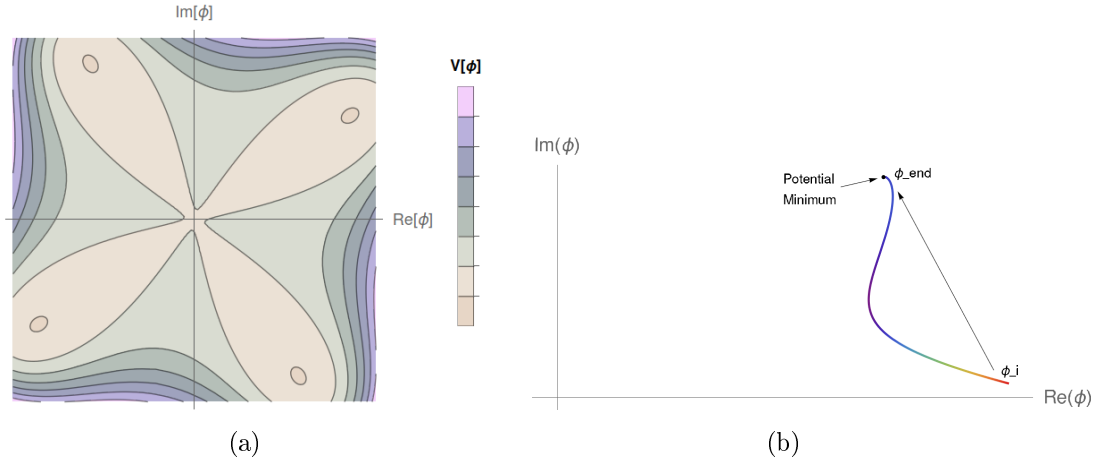 Im[ϕ]
V[ϕ]
Re[ϕ]
(a)
Im(ϕ)
Potential
Minimum
ϕ_end
ϕ_i
Re(ϕ)
(b)